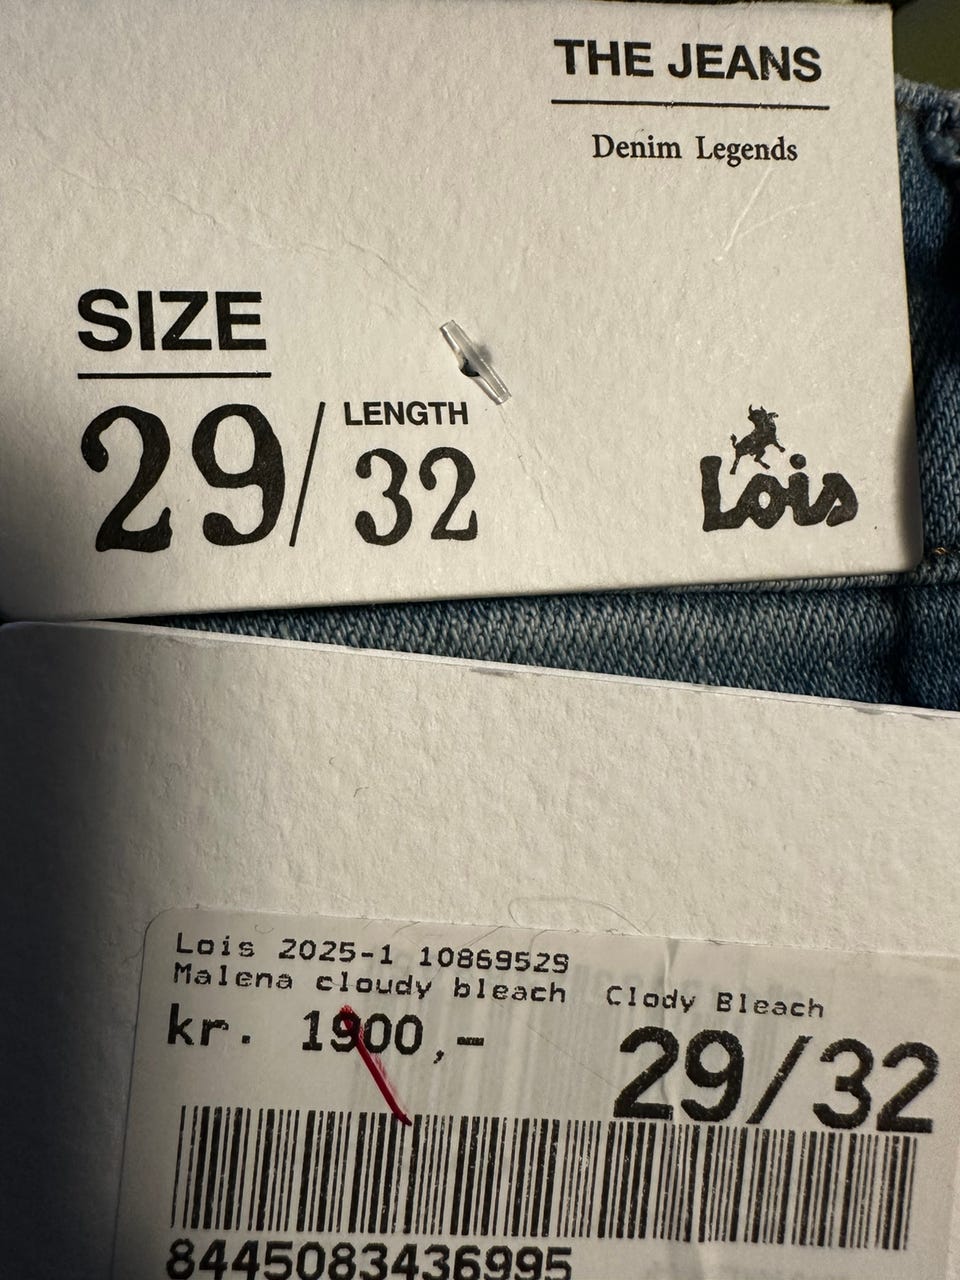 THE JEANS
Denim Legends
SIZE
29/ LENGTH 32
Lois
Lois 2025-1 10869529
Malena cloudy bleach Clody Bleach
kr. 1900,- 29/32
8445083436995